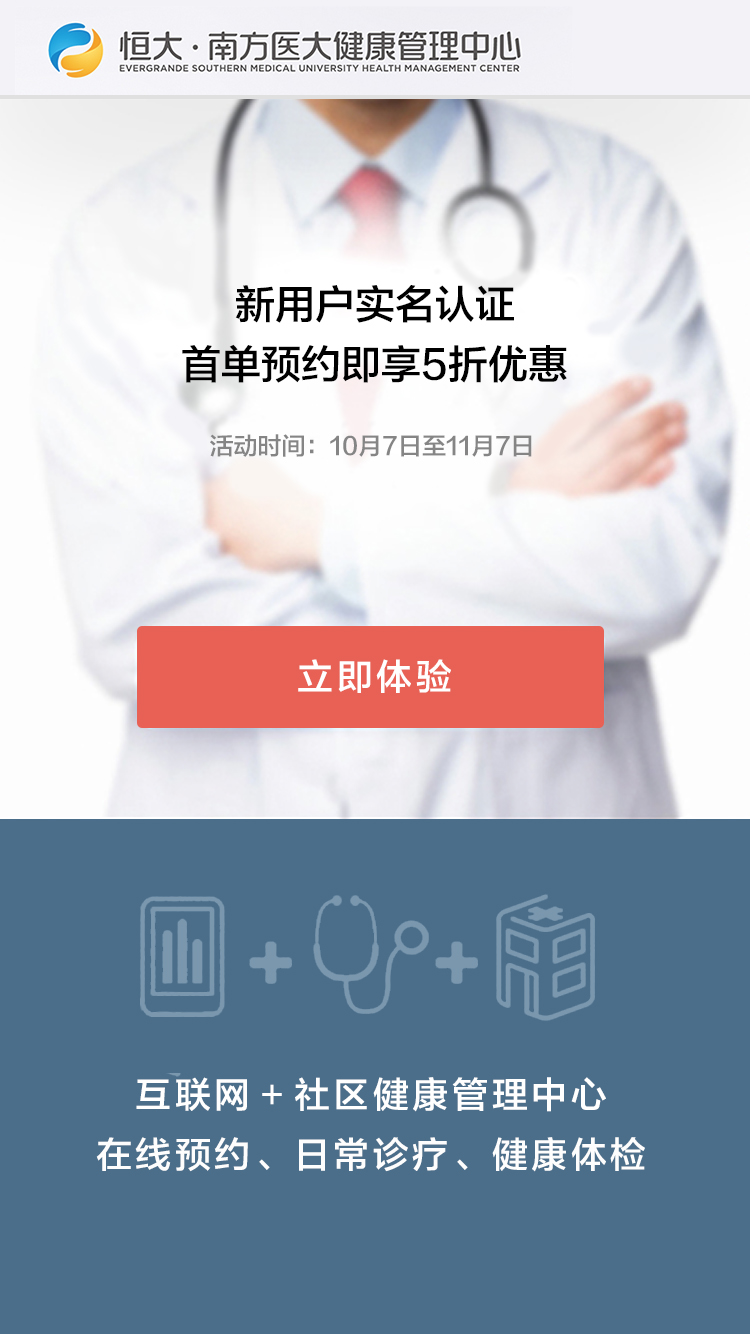 恒大·南方医大健康管理中心
EVERGRANDE SOUTHERN MEDICAL UNIVERSITY HEALTH MANAGEMENT CENTER
新用户实名认证
首单预约即享5折优惠
活动时间：10月7日至11月7日
立即体验
互联网+社区健康管理中心
在线预约、日常诊疗、健康体检